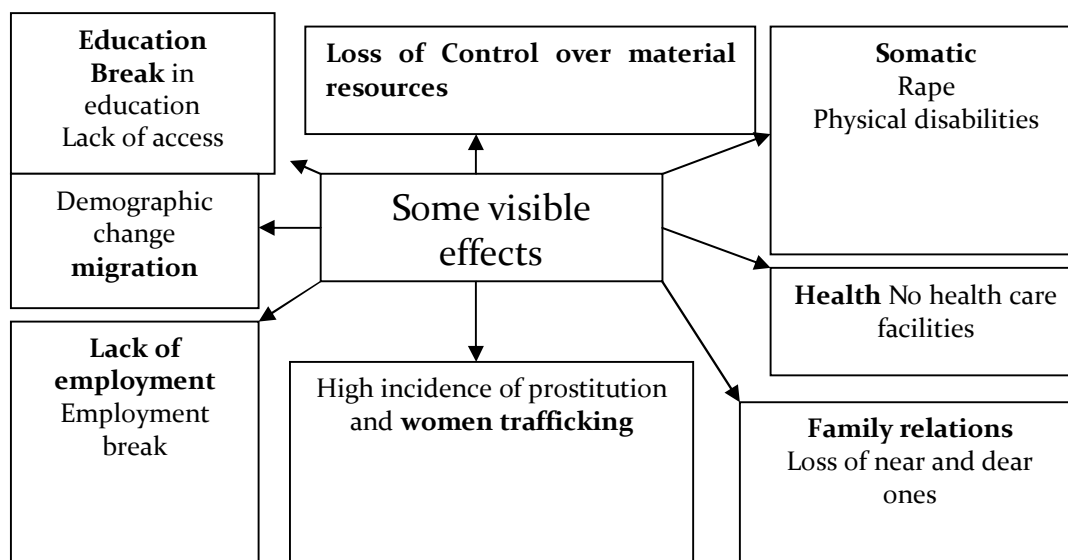 Education
Break in
education
Lack of access
Loss of Control over material
resources
Somatic
Rape
Physical disabilities
Demographic
change
migration
Some visible
effects
Health No health care
facilities
Lack of
employment
Employment
break
High incidence of prostitution
and women trafficking
Family relations
Loss of near and dear
ones